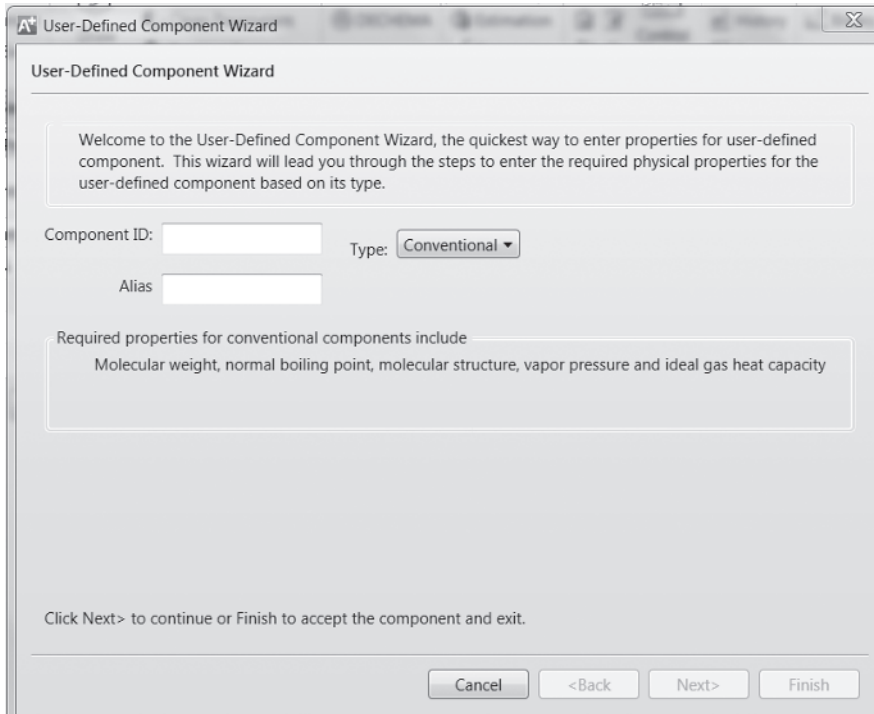 User-Defined Component Wizard
User-Defined Component Wizard
Welcome to the User-Defined Component Wizard, the quickest way to enter properties for user-defined
component. This wizard will lead you through the steps to enter the required physical properties for the
user-defined component based on its type.
Component ID:
Type: Conventional
Alias
Required properties for conventional components include
Molecular weight, normal boiling point, molecular structure, vapor pressure and ideal gas heat capacity
Click Next> to continue or Finish to accept the component and exit.
Cancel <Back Next> Finish